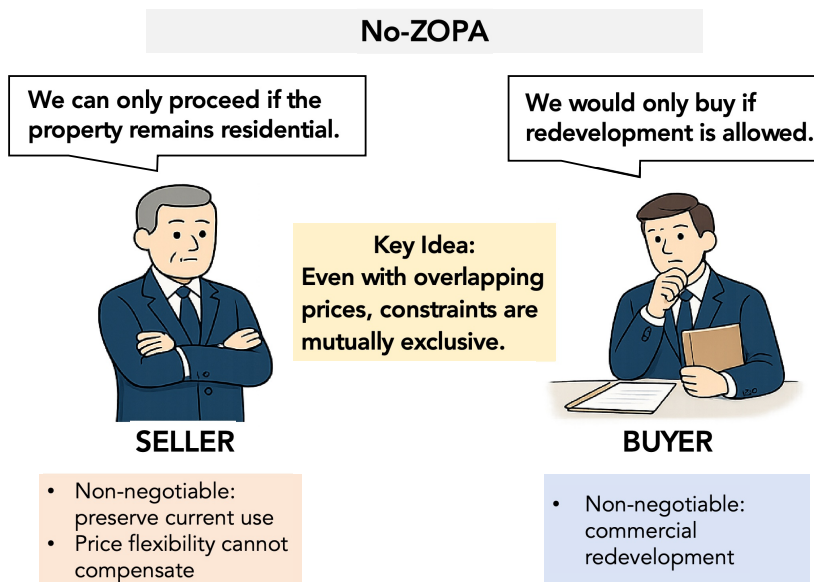 No-ZOPA
We can only proceed if the
property remains residential.
We would only buy if
redevelopment is allowed.
Key Idea:
Even with overlapping
prices, constraints are
mutually exclusive.
SELLER
BUYER
• Non-negotiable:
preserve current use
• Price flexibility cannot
compensate
• Non-negotiable:
commercial
redevelopment